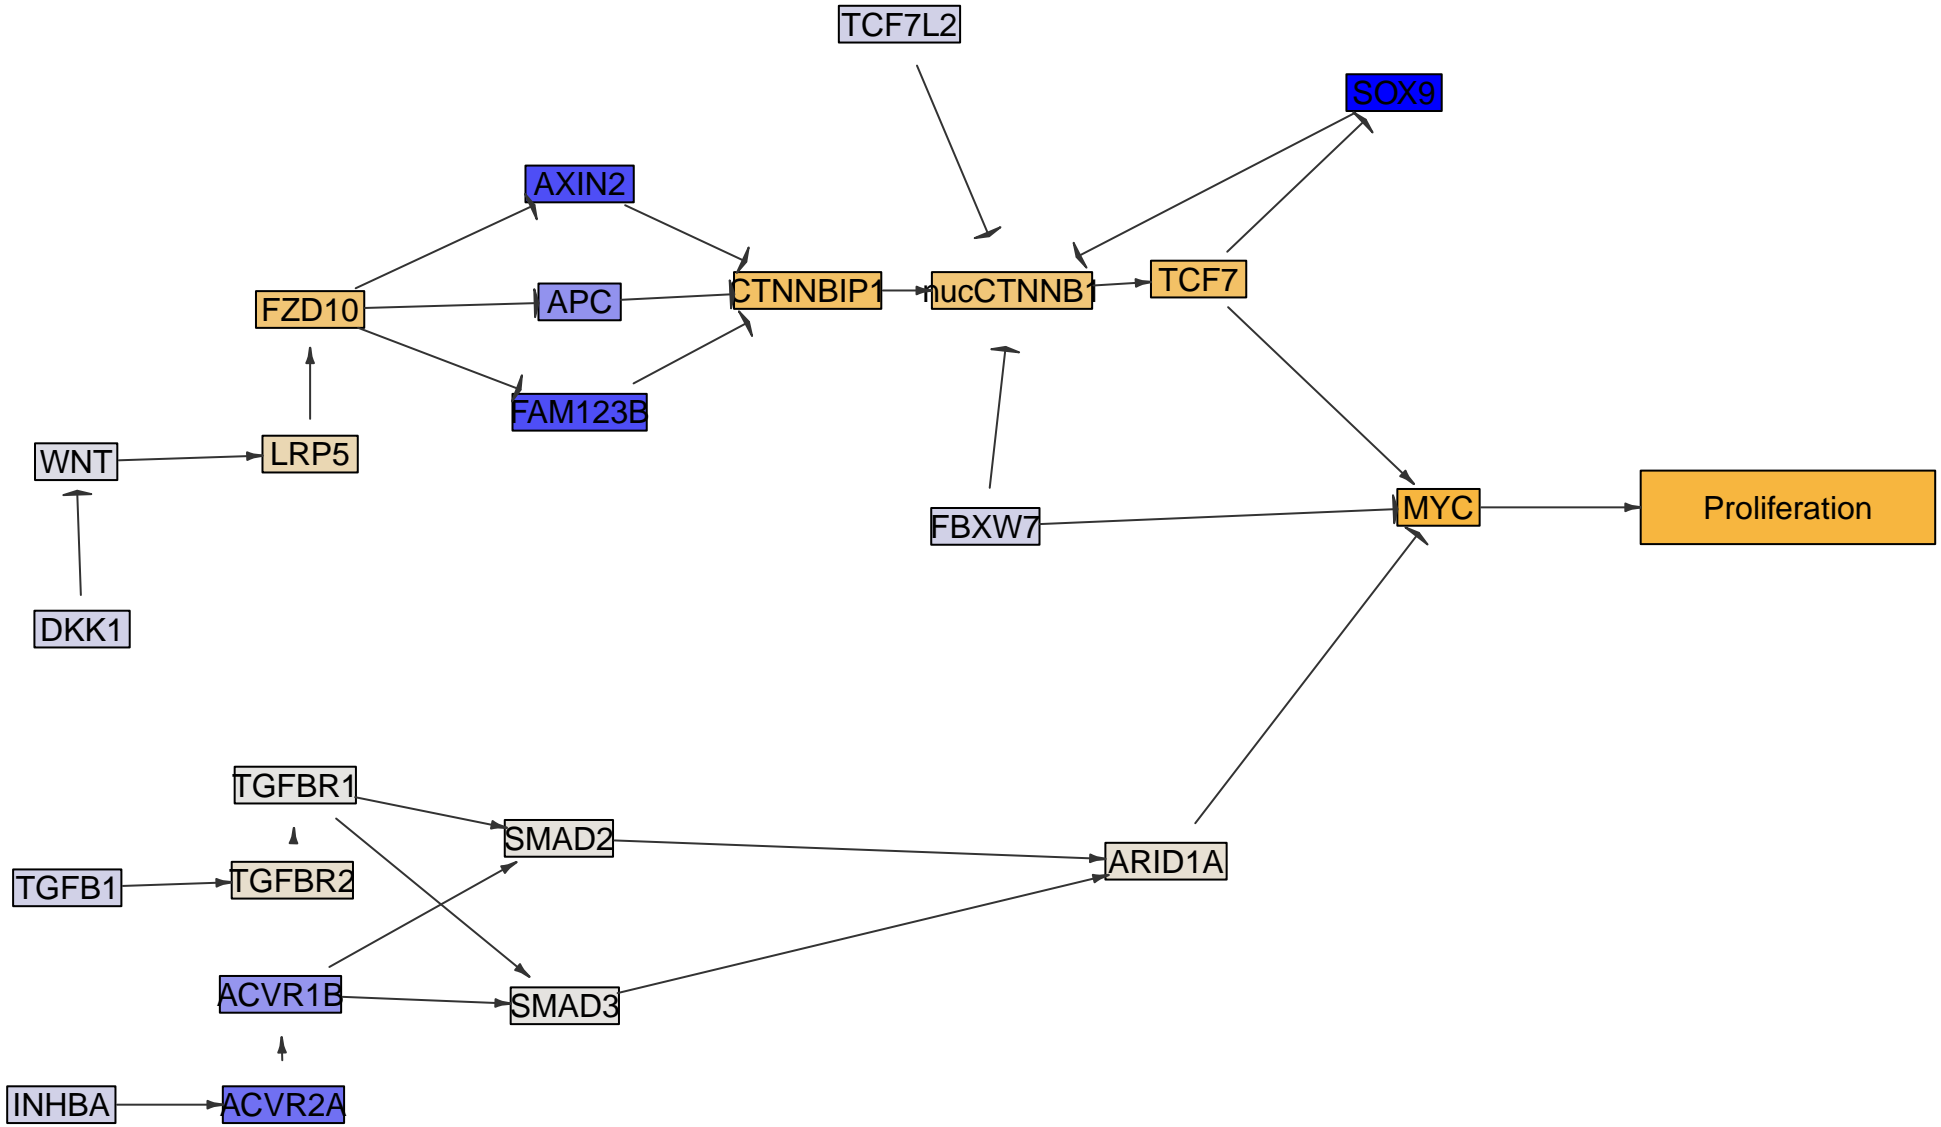 TCF7L2
SOX9
AXIN2
TCF7
CTNNBIP1
nucCTNNB1
APC
FZD10
FAM123B
LRP5
WNT
MYC
Proliferation
FBXW7
DKK1
TGFBR1
SMAD2
ARID1A
TGFBR2
TGFB1
ACVR1B
SMAD3
INHBA
ACVR2A